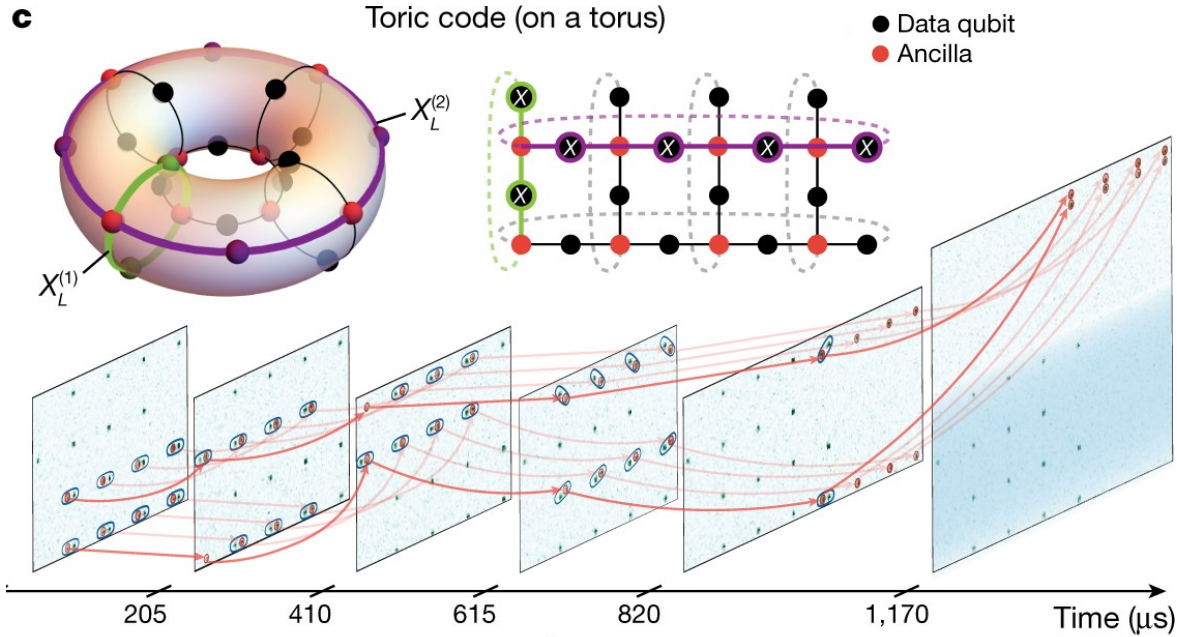 c
Toric code (on a torus)
Data qubit
Ancilla
X_L^(2)
X
X X X X
X
X_L^(1)
205 410 615 820 1,170 Time (μs)